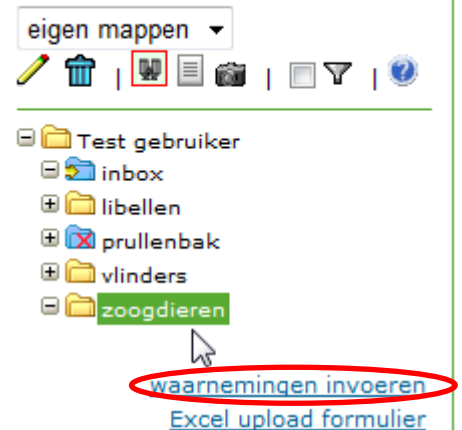 eigen mappen
Test gebruiker
inbox
libellen
prullenbak
vlinders
zoogdieren
waarnemingen invoeren
Excel upload formulier